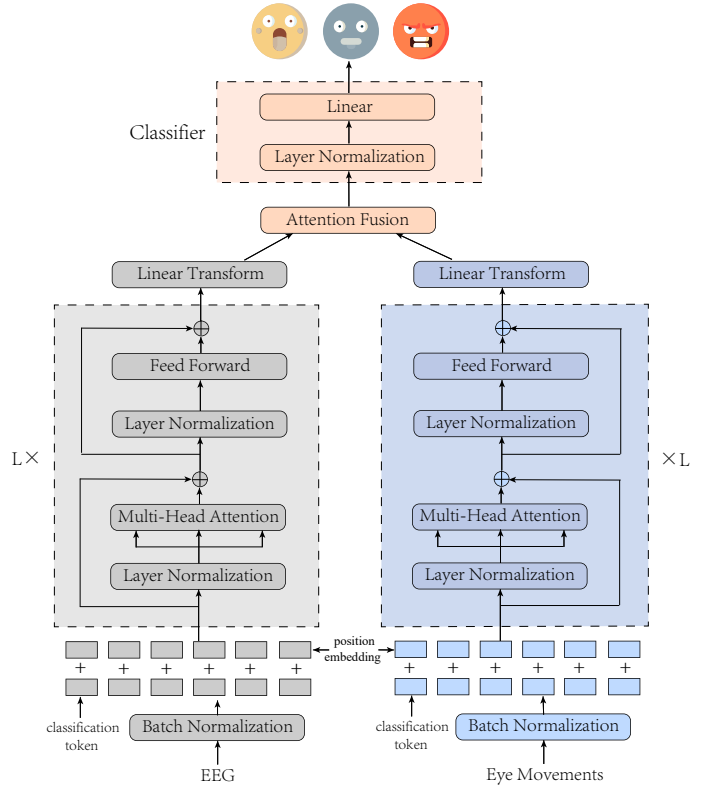 Linear
Classifier
Layer Normalization
Attention Fusion
Linear Transform
Linear Transform
Feed Forward
Feed Forward
Layer Normalization
Layer Normalization
L×
×L
Multi-Head Attention
Multi-Head Attention
Layer Normalization
Layer Normalization
position
embedding
+ + + + + +
+ + + + + +
classification
token
Batch Normalization
classification
token
Batch Normalization
EEG
Eye Movements